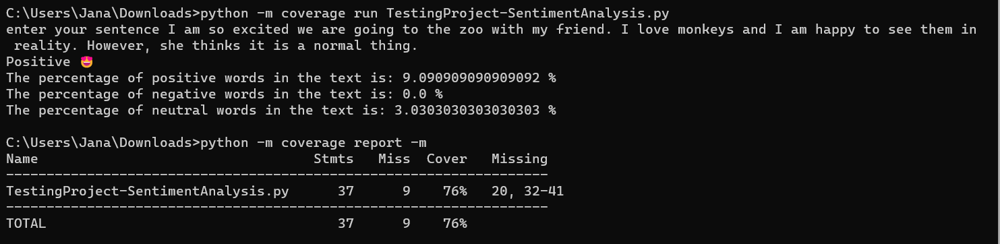 C:\Users\Jana\Downloads>python -m coverage run TestingProject-SentimentAnalysis.py
enter your sentence I am so excited we are going to the zoo with my friend. I love monkeys and I am happy to see them in
 reality. However, she thinks it is a normal thing.
Positive 🤩
The percentage of positive words in the text is: 9.090909090909092 %
The percentage of negative words in the text is: 0.0 %
The percentage of neutral words in the text is: 3.0303030303030303 %
C:\Users\Jana\Downloads>python -m coverage report -m
Name                                  Stmts   Miss  Cover   Missing
-------------------------------------------------------------------
TestingProject-SentimentAnalysis.py      37      9    76%   20, 32-41
-------------------------------------------------------------------
TOTAL                                    37      9    76%